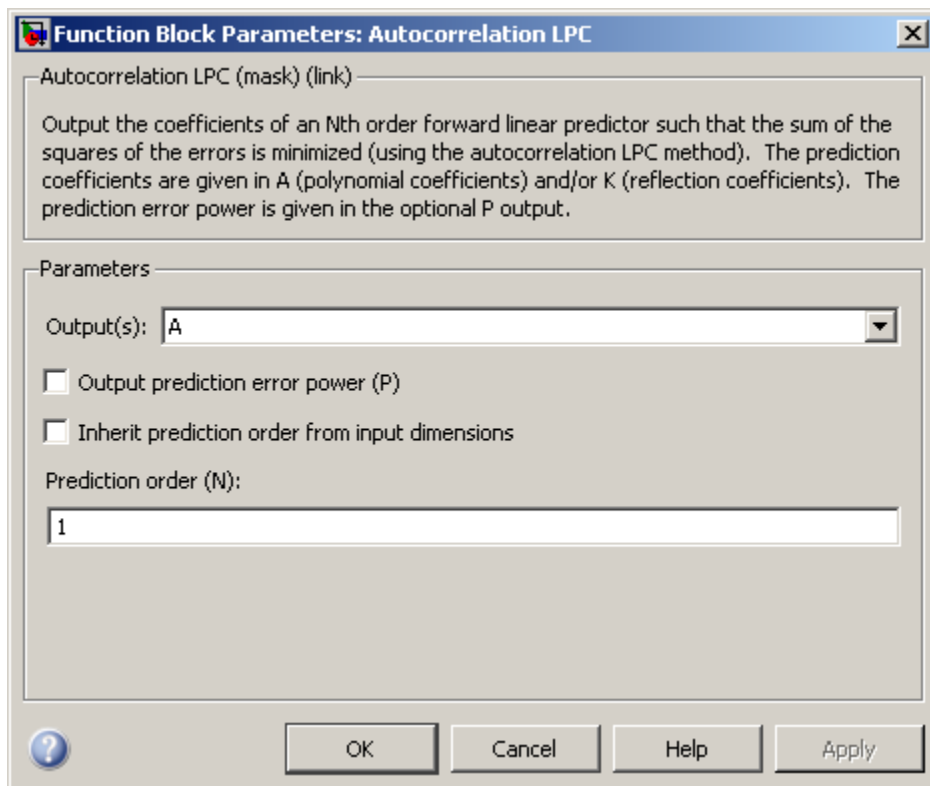 Function Block Parameters: Autocorrelation LPC
Autocorrelation LPC (mask) (link)
Output the coefficients of an Nth order forward linear predictor such that the sum of the
squares of the errors is minimized (using the autocorrelation LPC method). The prediction
coefficients are given in A (polynomial coefficients) and/or K (reflection coefficients). The
prediction error power is given in the optional P output.
Parameters
Output(s): A
Output prediction error power (P)
Inherit prediction order from input dimensions
Prediction order (N):
1
? OK Cancel Help Apply